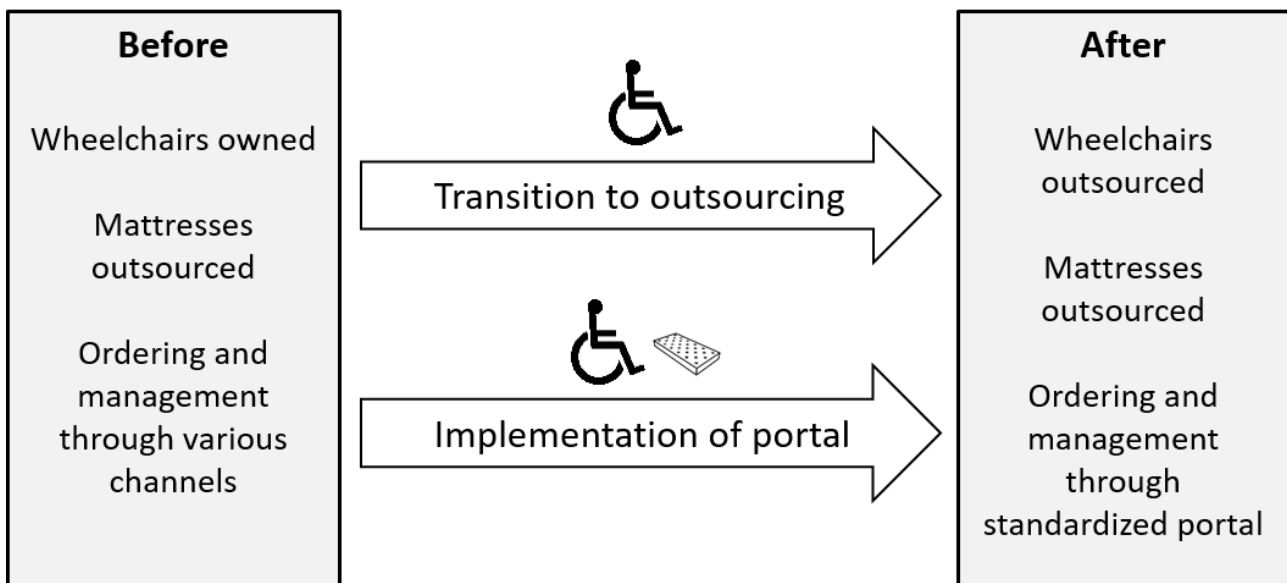 Before
Wheelchairs owned
Mattresses
outsourced
Ordering and
management
through various
channels
Transition to outsourcing
Implementation of portal
After
Wheelchairs
outsourced
Mattresses
outsourced
Ordering and
management
through
standardized portal